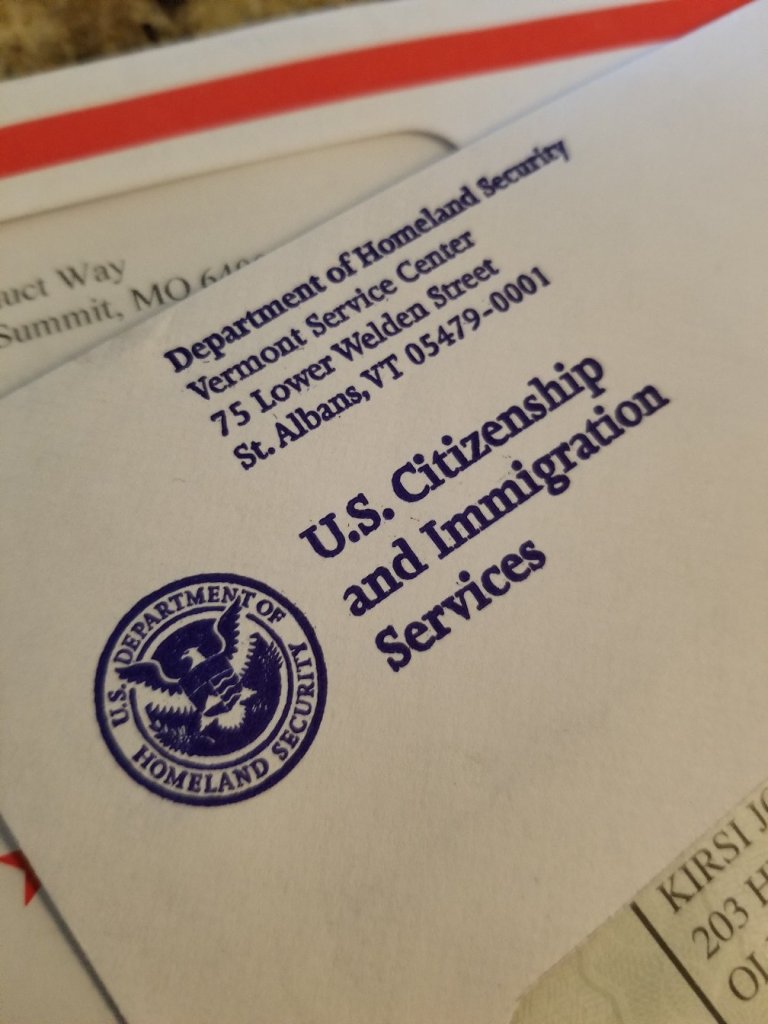 Way
Summit, MO
Department of Homeland Security
Vermont Service Center
75 Lower Welden Street
St. Albans, VT 05479-0001
U.S. Citizenship
and Immigration
Services
U.S. DEPARTMENT OF
HOMELAND SECURITY
KIRSI
203